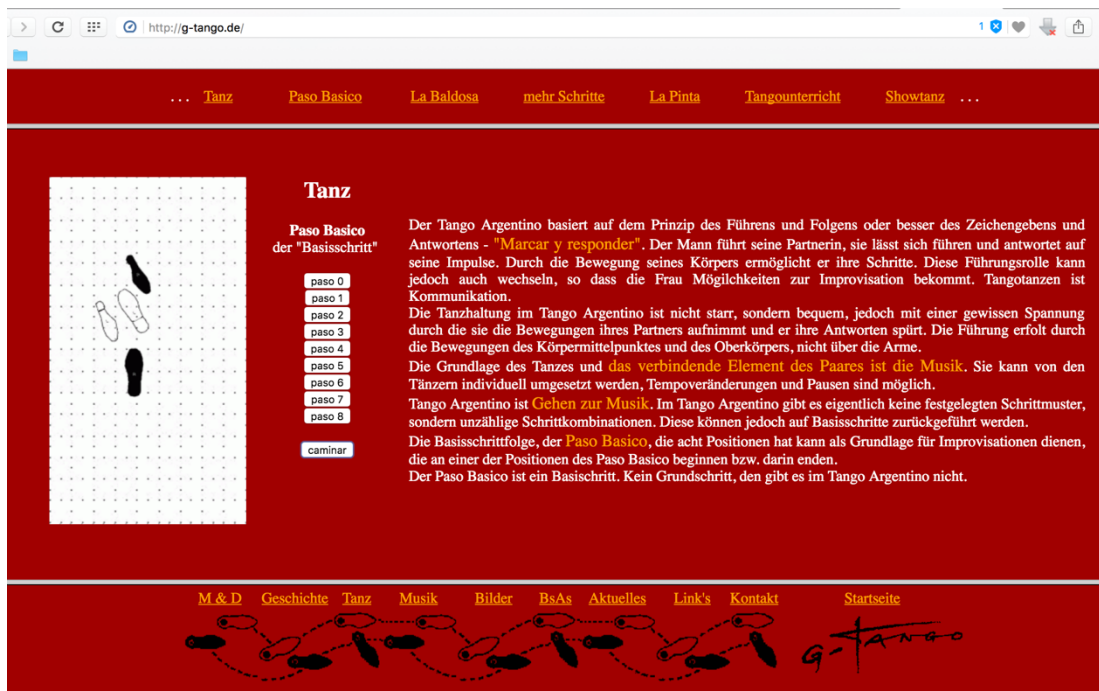 http://g-tango.de/
1
... Tanz Paso Basico La Baldosa mehr Schritte La Pinta Tangounterricht Showtanz ...
Tanz
Paso Basico
der "Basisschritt"
paso 0
paso 1
paso 2
paso 3
paso 4
paso 5
paso 6
paso 7
paso 8
caminar
Der Tango Argentino basiert auf dem Prinzip des Führens und Folgens oder besser des Zeichengebens und
Antwortens - "Marcar y responder". Der Mann führt seine Partnerin, sie lässt sich führen und antwortet auf
seine Impulse. Durch die Bewegung seines Körpers ermöglicht er ihre Schritte. Diese Führungsrolle kann
jedoch auch wechseln, so dass die Frau Mögilchkeiten zur Improvisation bekommt. Tangotanzen ist
Kommunikation.
Die Tanzhaltung im Tango Argentino ist nicht starr, sondern bequem, jedoch mit einer gewissen Spannung
durch die sie die Bewegungen ihres Partners aufnimmt und er ihre Antworten spürt. Die Führung erfolt durch
die Bewegungen des Körpermittelpunktes und des Oberkörpers, nicht über die Arme.
Die Grundlage des Tanzes und das verbindende Element des Paares ist die Musik. Sie kann von den
Tänzern individuell umgesetzt werden, Tempoveränderungen und Pausen sind möglich.
Tango Argentino ist Gehen zur Musik. Im Tango Argentino gibt es eigentlich keine festgelegten Schrittmuster,
sondern unzählige Schrittkombinationen. Diese können jedoch auf Basisschritte zurückgeführt werden.
Die Basisschrittfolge, der Paso Basico, die acht Positionen hat kann als Grundlage für Improvisationen dienen,
die an einer der Positionen des Paso Basico beginnen bzw. darin enden.
Der Paso Basico ist ein Basischritt. Kein Grundschritt, den gibt es im Tango Argentino nicht.
M & D Geschichte Tanz Musik Bilder BsAs Aktuelles Link's Kontakt Startseite
G-TANGO